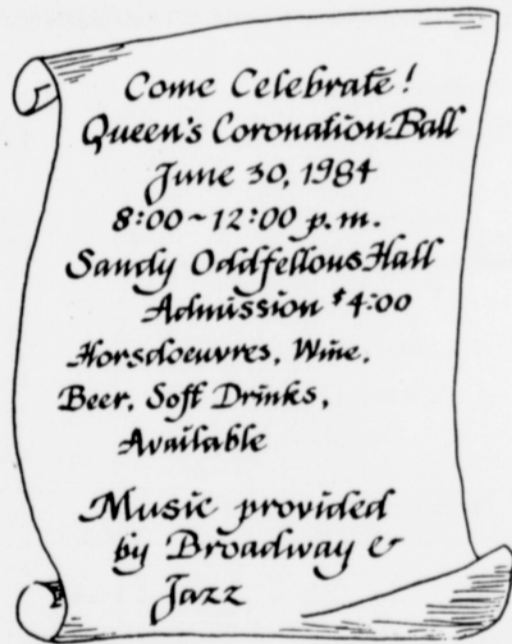 Come Celebrate!
Queen's Coronation Ball
June 30, 1984
8:00~12:00 p.m.
Sandy Oddfellows Hall
Admission $4.00
Horsdoeuvres, Wine,
Beer, Soft Drinks,
Available
Music provided
by Broadway &
Jazz